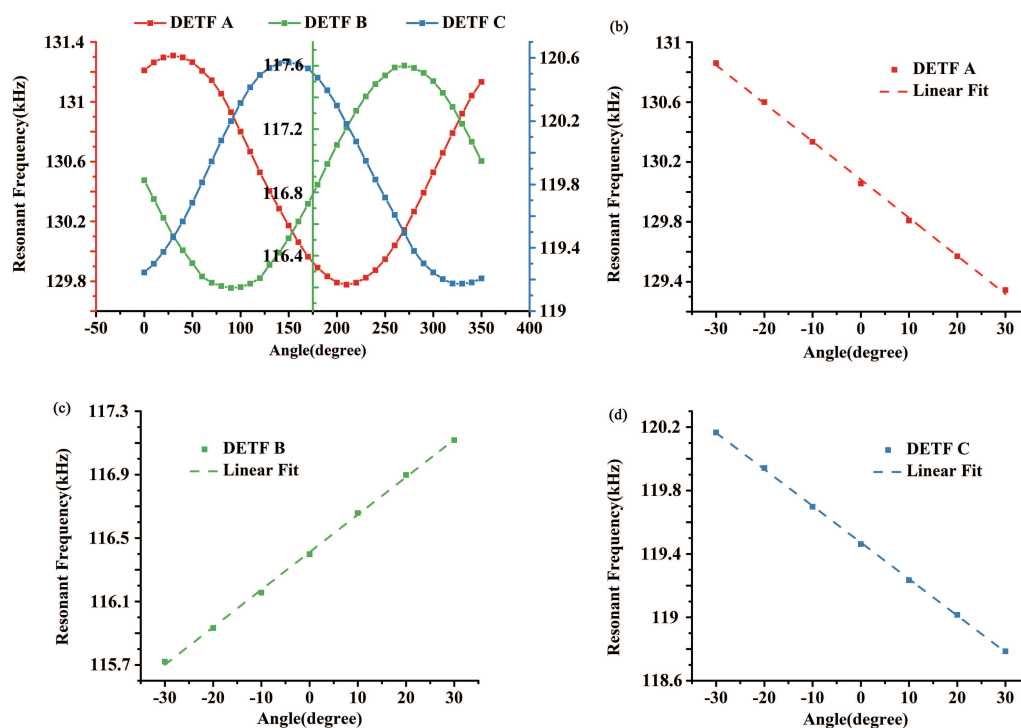 DETF A DETF B DETF C
131.4
131
130.6
130.2
129.8
Resonant Frequency(kHz)
117.6
117.2
116.8
116.4
120.6
120.2
119.8
119.4
119
-50 0 50 100 150 200 250 300 350 400
Angle(degree)
(b)
131
130.6
130.2
129.8
129.4
Resonant Frequency(kHz)
DETF A
Linear Fit
-30 -20 -10 0 10 20 30
Angle(degree)
(c)
117.3
116.9
116.5
116.1
115.7
Resonant Frequency(kHz)
DETF B
Linear Fit
-30 -20 -10 0 10 20 30
Angle(degree)
(d)
120.2
119.8
119.4
119
118.6
Resonant Frequency(kHz)
DETF C
Linear Fit
-30 -20 -10 0 10 20 30
Angle(degree)